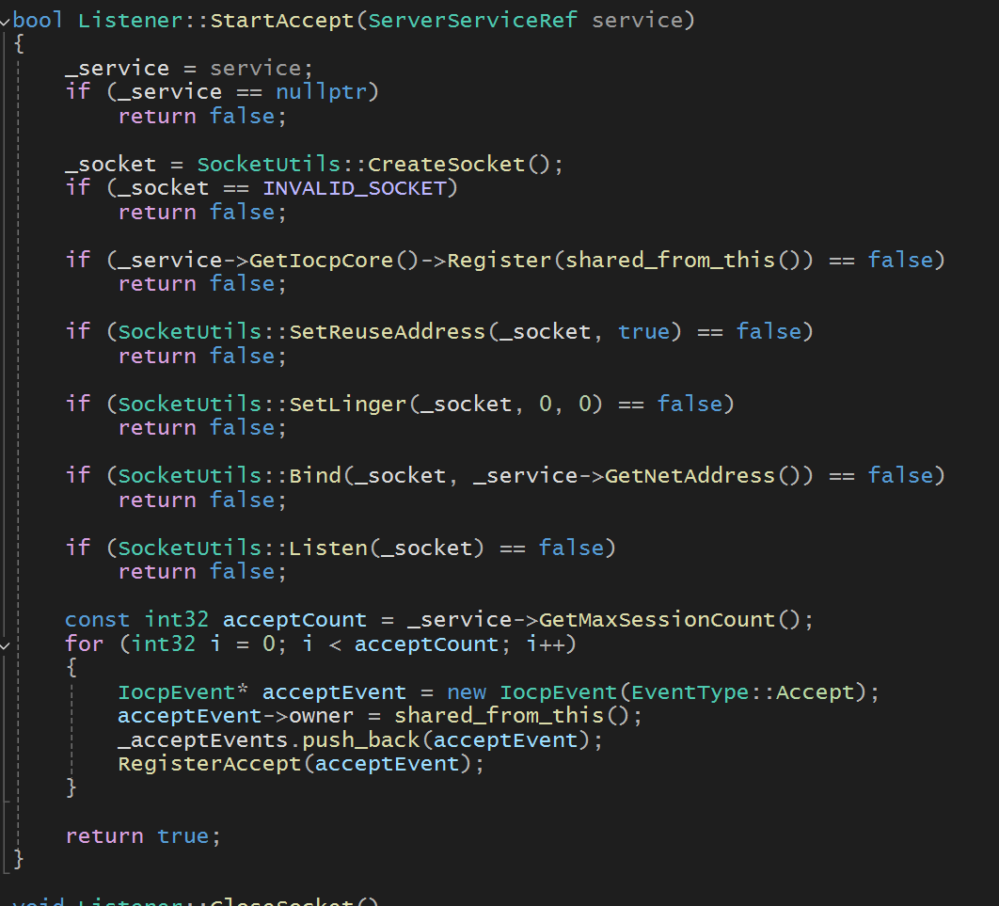 bool Listener::StartAccept(ServerServiceRef service)
{
    _service = service;
    if (_service == nullptr)
        return false;

    _socket = SocketUtils::CreateSocket();
    if (_socket == INVALID_SOCKET)
        return false;

    if (_service->GetIocpCore()->Register(shared_from_this()) == false)
        return false;

    if (SocketUtils::SetReuseAddress(_socket, true) == false)
        return false;

    if (SocketUtils::SetLinger(_socket, 0, 0) == false)
        return false;

    if (SocketUtils::Bind(_socket, _service->GetNetAddress()) == false)
        return false;

    if (SocketUtils::Listen(_socket) == false)
        return false;

    const int32 acceptCount = _service->GetMaxSessionCount();
    for (int32 i = 0; i < acceptCount; i++)
    {
        IocpEvent* acceptEvent = new IocpEvent(EventType::Accept);
        acceptEvent->owner = shared_from_this();
        _acceptEvents.push_back(acceptEvent);
        RegisterAccept(acceptEvent);
    }

    return true;
}

void Listener::CloseSocket()